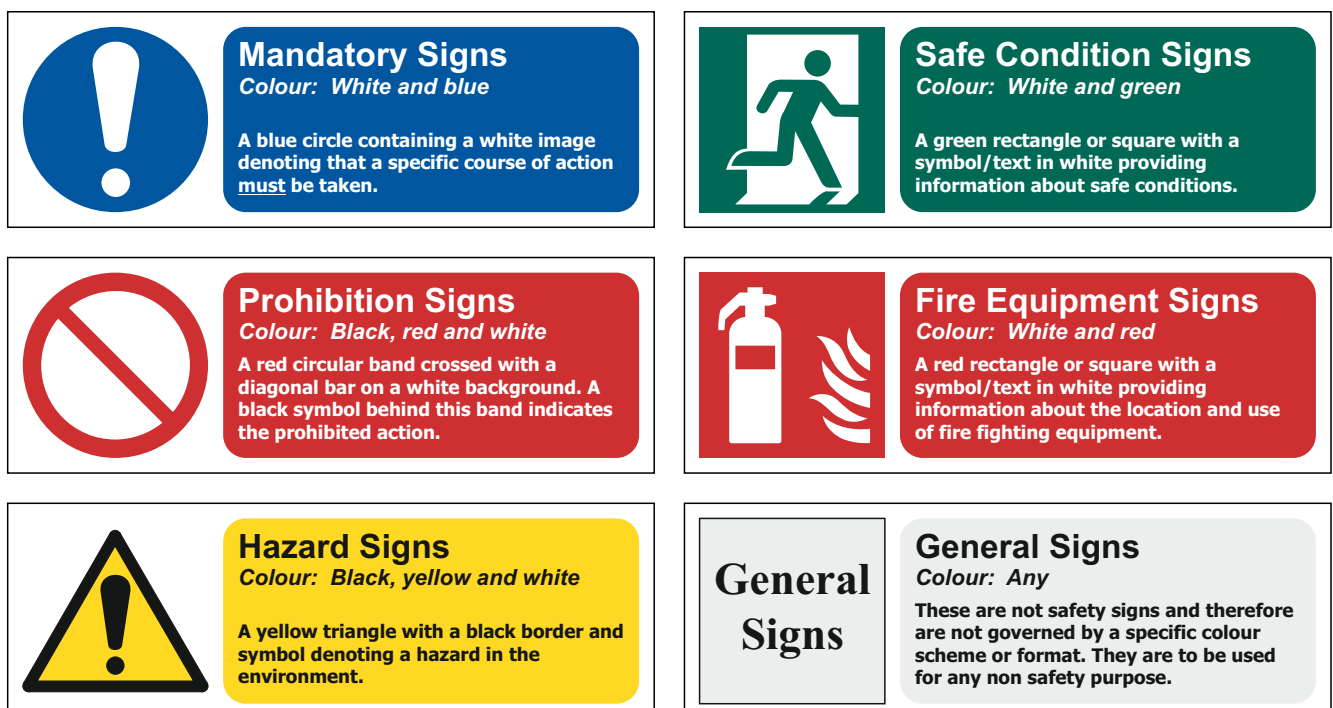 Mandatory Signs
Colour: White and blue
A blue circle containing a white image
denoting that a specific course of action
must be taken.
Safe Condition Signs
Colour: White and green
A green rectangle or square with a
symbol/text in white providing
information about safe conditions.
Prohibition Signs
Colour: Black, red and white
A red circular band crossed with a
diagonal bar on a white background. A
black symbol behind this band indicates
the prohibited action.
Fire Equipment Signs
Colour: White and red
A red rectangle or square with a
symbol/text in white providing
information about the location and use
of fire fighting equipment.
Hazard Signs
Colour: Black, yellow and white
A yellow triangle with a black border and
symbol denoting a hazard in the
environment.
General
Signs
General Signs
Colour: Any
These are not safety signs and therefore
are not governed by a specific colour
scheme or format. They are to be used
for any non safety purpose.